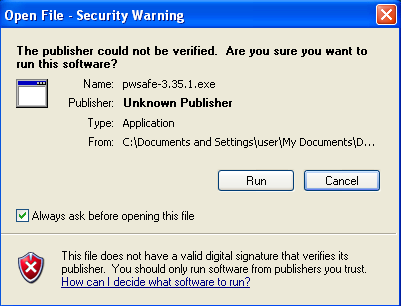 Open File - Security Warning
The publisher could not be verified.  Are you sure you want to
run this software?
Name: pwsafe-3.35.1.exe
Publisher: Unknown Publisher
Type: Application
From: C:\Documents and Settings\user\My Documents\D...
Run Cancel
Always ask before opening this file
This file does not have a valid digital signature that verifies its
publisher.  You should only run software from publishers you trust.
How can I decide what software to run?